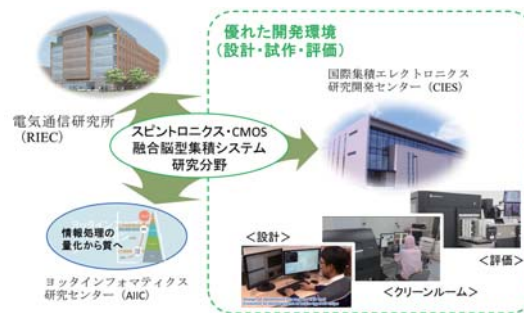 優れた開発環境
(設計・試作・評価)
国際集積エレクトロニクス
研究開発センター(CIES)
電気通信研究所
(RIEC)
スピントロニクス・CMOS
融合脳型集積システム
研究分野
情報処理の
量化から質へ
ヨッタインフォマティクス
研究センター(AIIC)
<設計>
<クリーンルーム>
<評価>